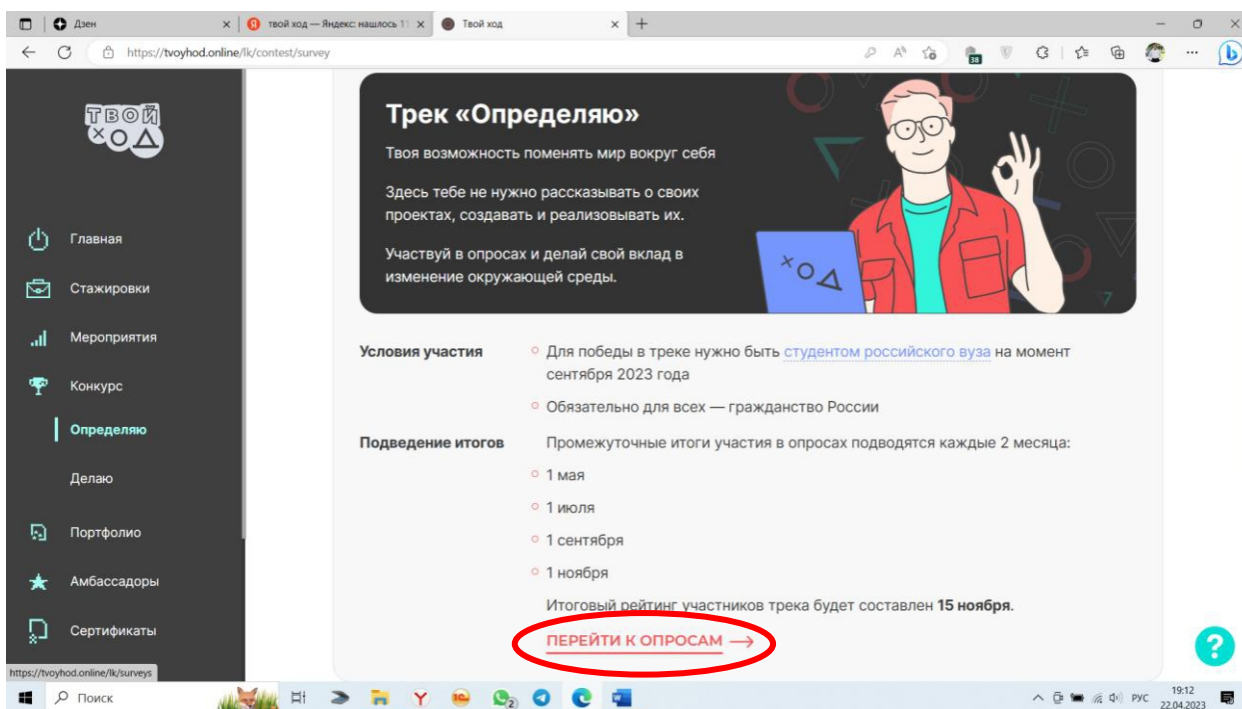 Дзен
твой ход — Яндекс: нашлось 1
Твой ход
https://tvoyhod.online/lk/contest/survey
38
ТВОЙ
ХОД
Главная
Стажировки
Мероприятия
Конкурс
Определяю
Делаю
Портфолио
Амбассадоры
Сертификаты
Трек «Определяю»
Твоя возможность поменять мир вокруг себя
Здесь тебе не нужно рассказывать о своих
проектах, создавать и реализовывать их.
Участвуй в опросах и делай свой вклад в
изменение окружающей среды.
Условия участия
Для победы в треке нужно быть студентом российского вуза на момент
сентября 2023 года
Обязательно для всех — гражданство России
Подведение итогов
Промежуточные итоги участия в опросах подводятся каждые 2 месяца:
1 мая
1 июля
1 сентября
1 ноября
Итоговый рейтинг участников трека будет составлен 15 ноября.
ПЕРЕЙТИ К ОПРОСАМ →
?
https://tvoyhod.online/lk/surveys
Поиск
2
РУС
19:12
22.04.2023